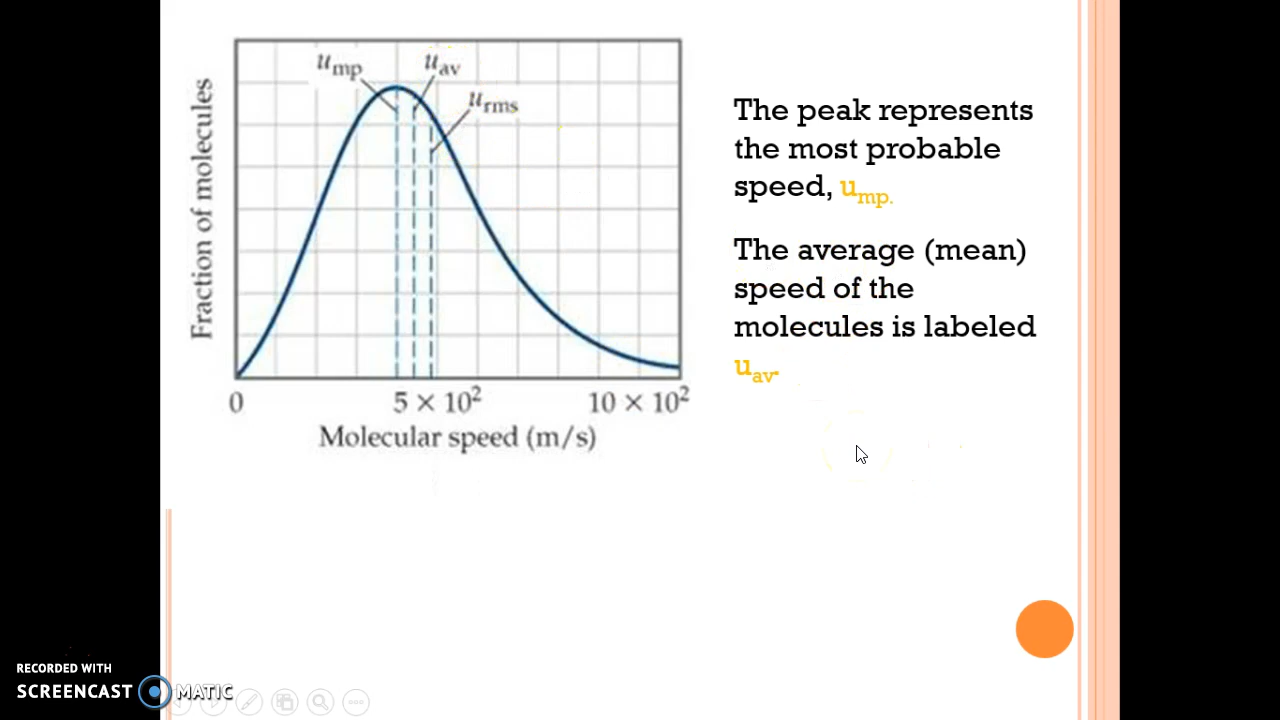 u_mp
u_av
u_rms
Fraction of molecules
0
5 × 10²
10 × 10²
Molecular speed (m/s)
The peak represents
the most probable
speed, u_mp.
The average (mean)
speed of the
molecules is labeled
u_av.
RECORDED WITH
SCREENCAST MATIC